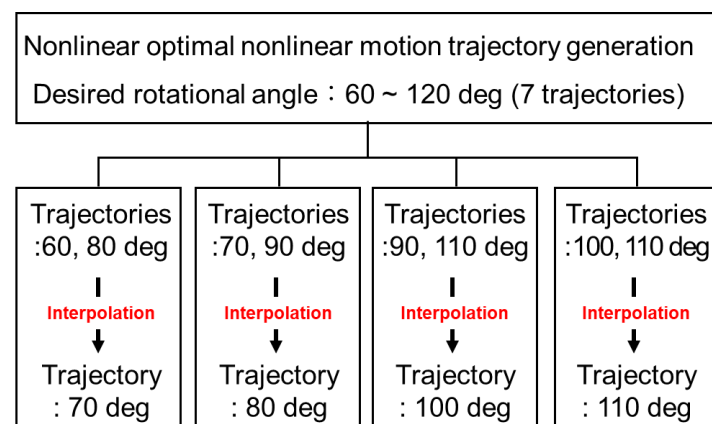 Nonlinear optimal nonlinear motion trajectory generation
Desired rotational angle：60 ~ 120 deg (7 trajectories)
Trajectories
:60, 80 deg
Interpolation
Trajectory
: 70 deg
Trajectories
:70, 90 deg
Interpolation
Trajectory
: 80 deg
Trajectories
:90, 110 deg
Interpolation
Trajectory
: 100 deg
Trajectories
:100, 110 deg
Interpolation
Trajectory
: 110 deg